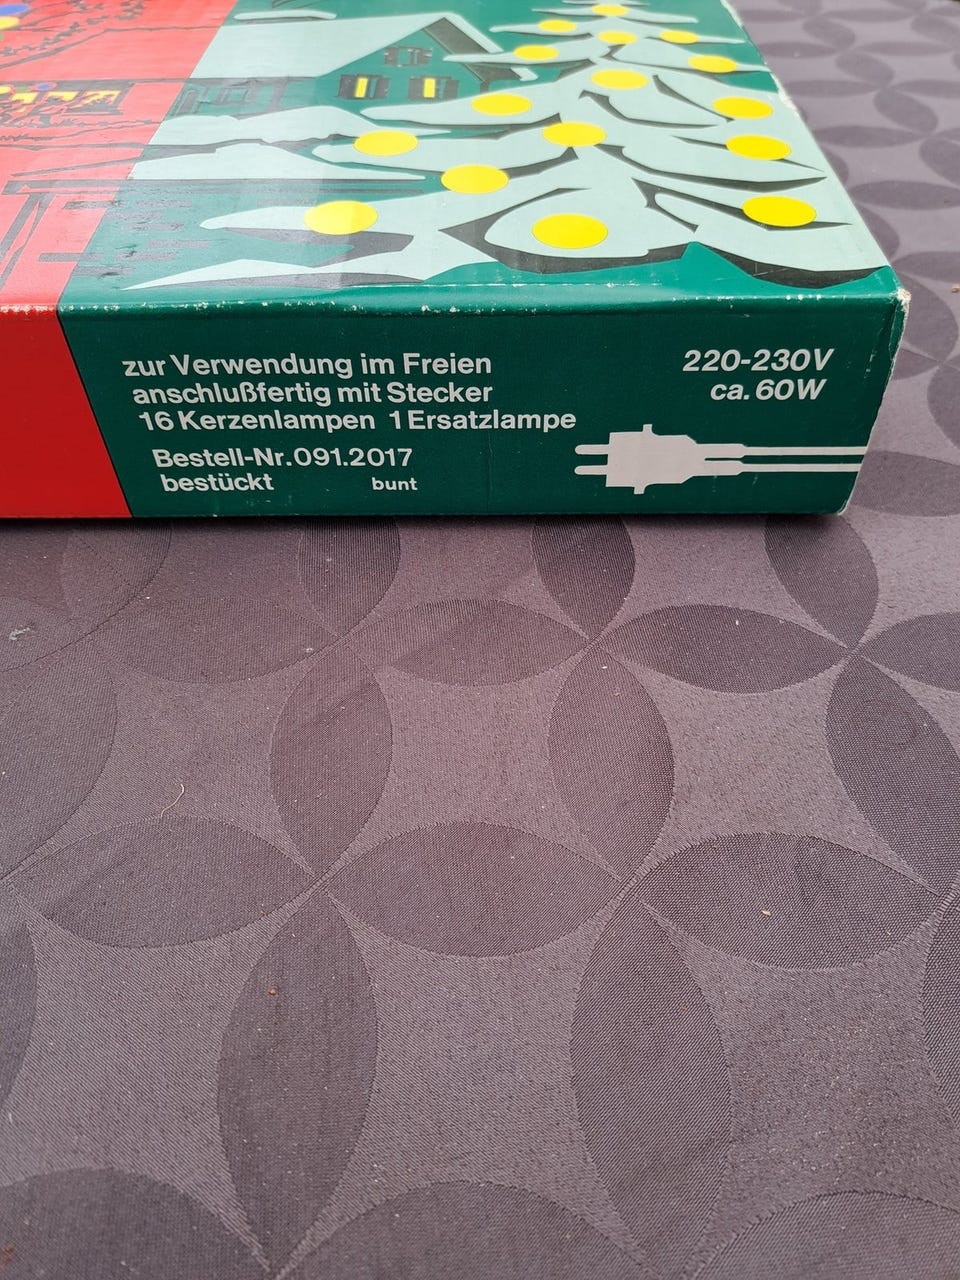 zur Verwendung im Freien
anschlußfertig mit Stecker
16 Kerzenlampen 1 Ersatzlampe
Bestell-Nr. 091.2017
bestückt bunt
220-230V
ca. 60W